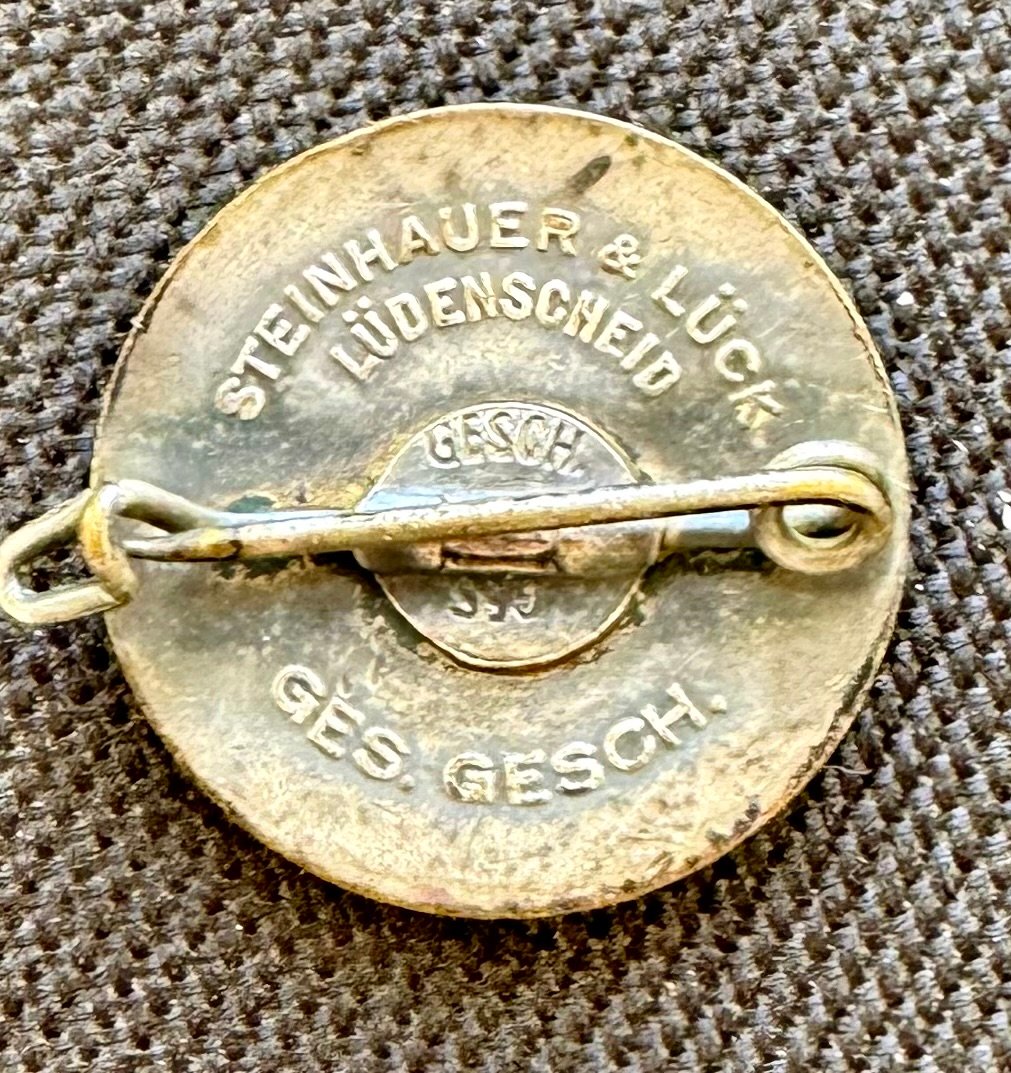 STEINHAUER & LÜCK
LÜDENSCHEID
GESCH.
GES. GESCH.